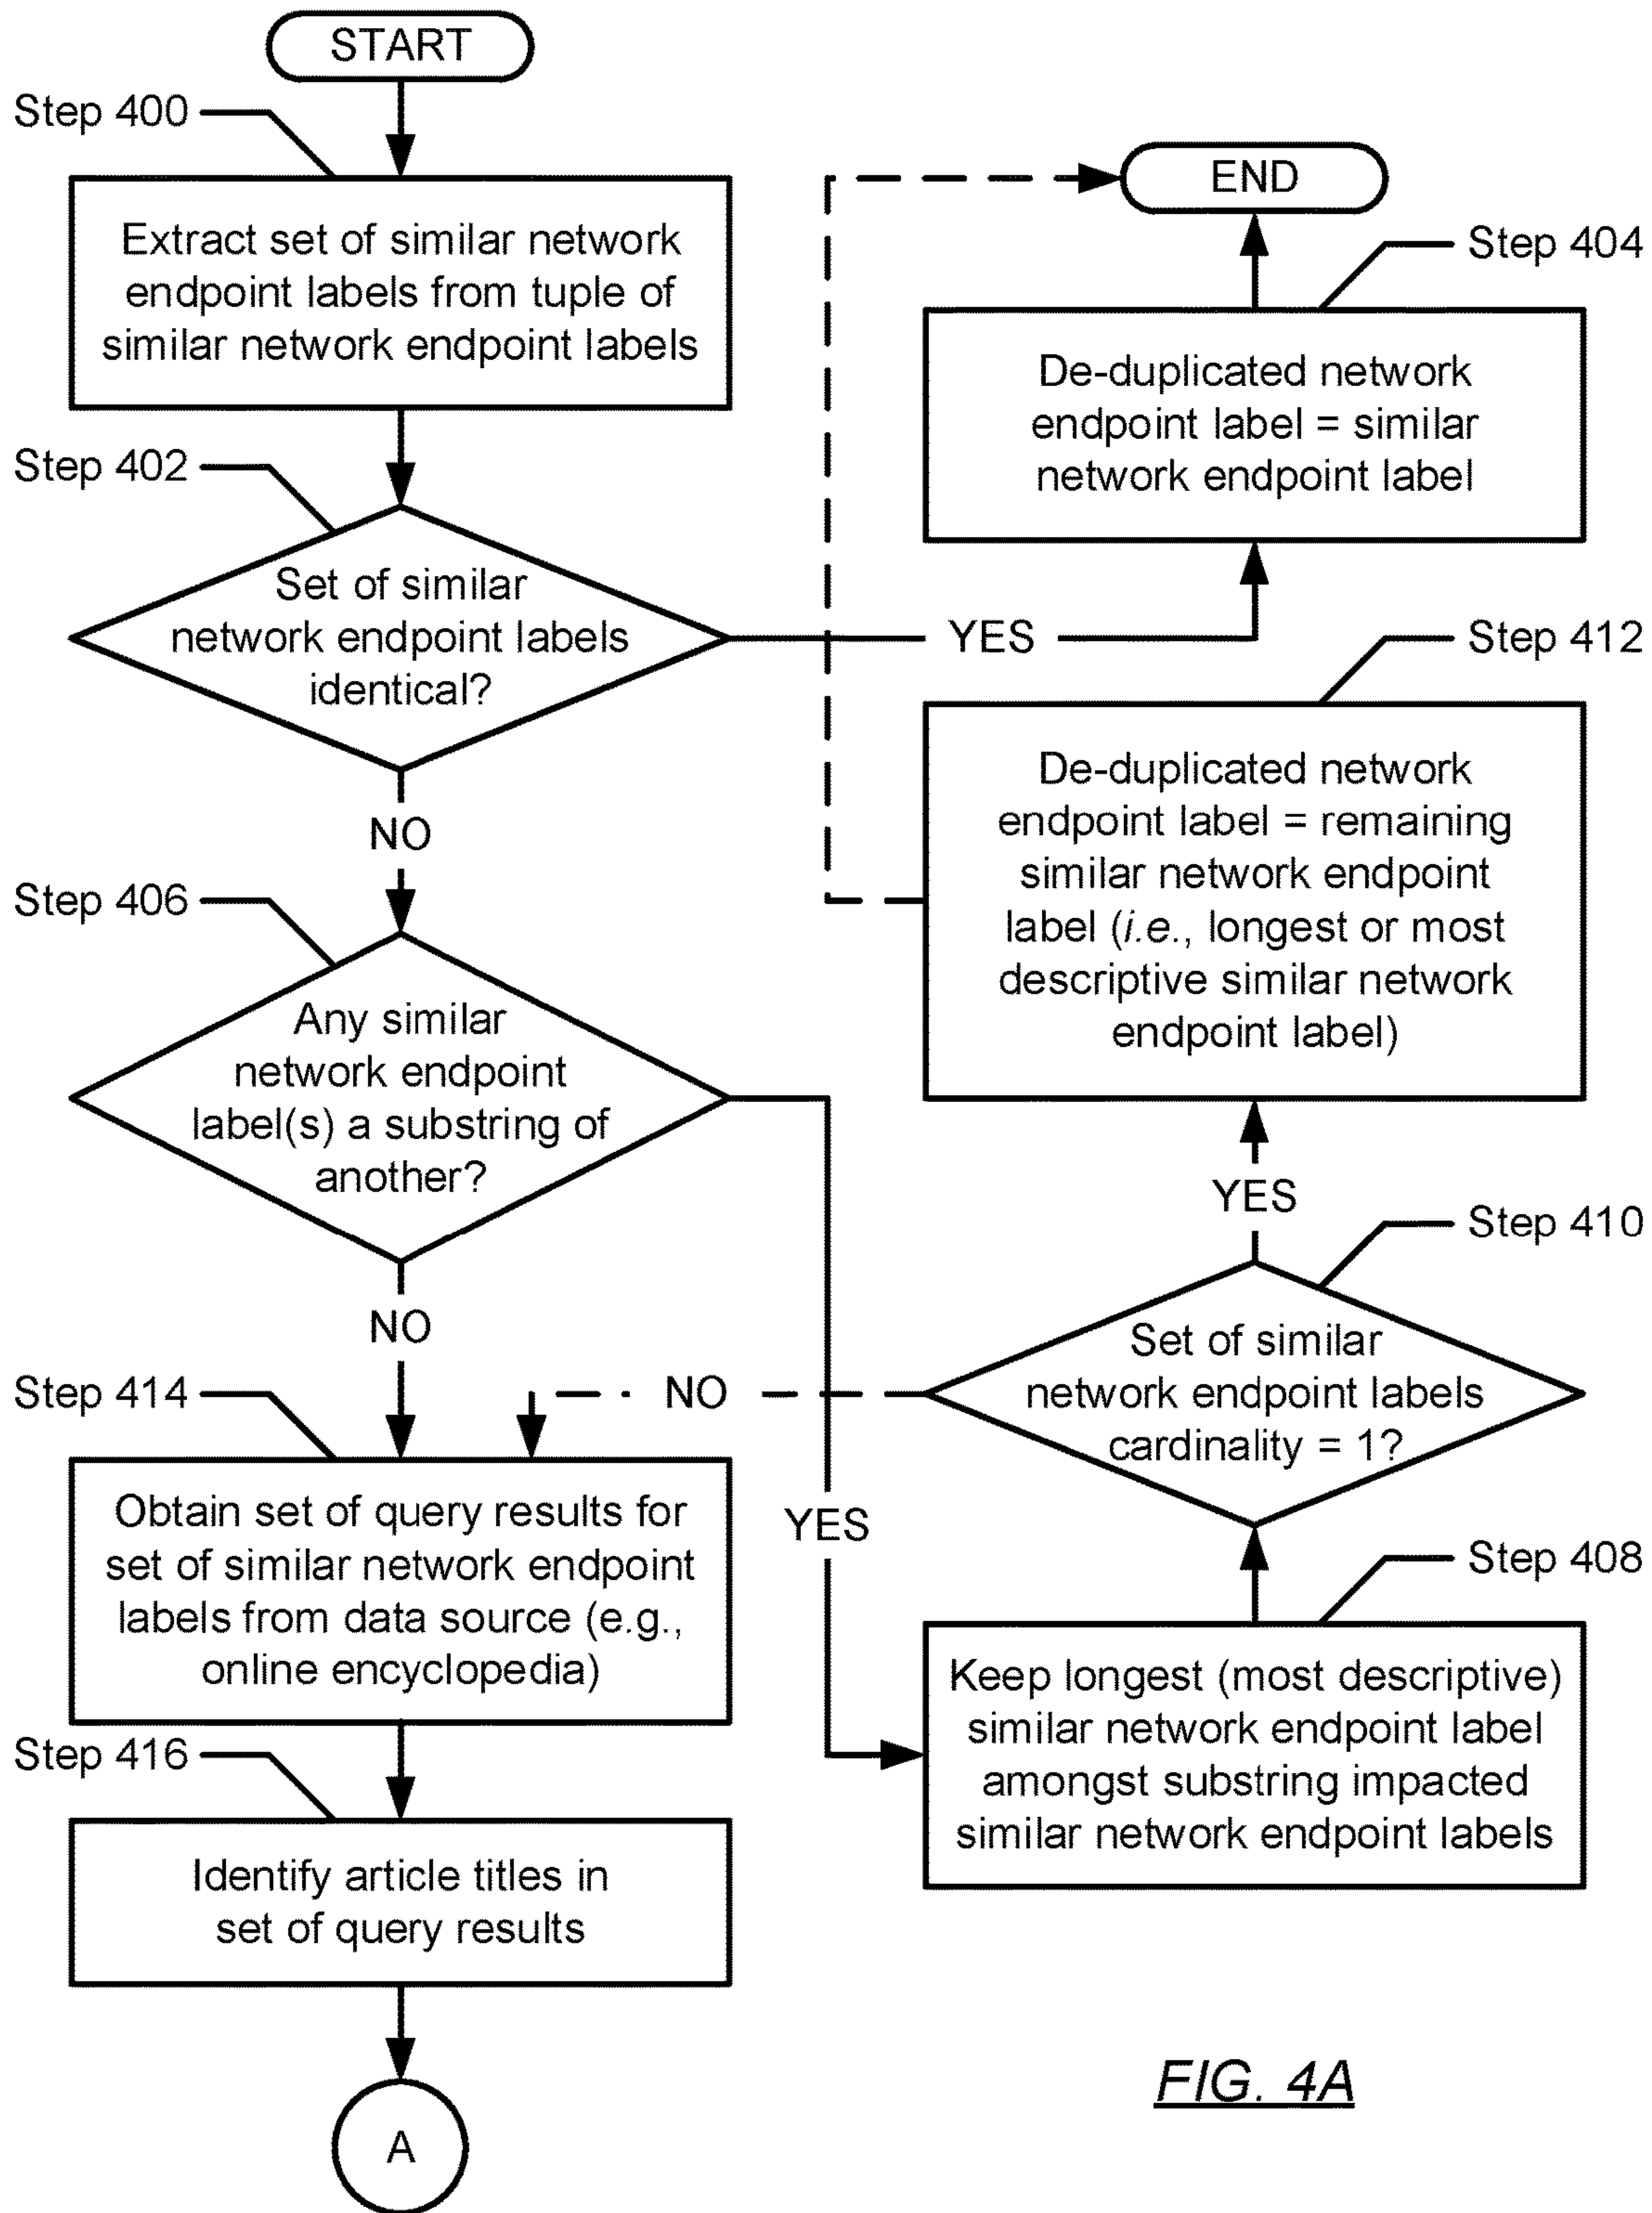 START
Step 400
Extract set of similar network
endpoint labels from tuple of
similar network endpoint labels
Step 402
Set of similar
network endpoint labels
identical?
YES
NO
END
Step 404
De-duplicated network
endpoint label = similar
network endpoint label
Step 406
Any similar
network endpoint
label(s) a substring of
another?
YES
NO
Step 408
Keep longest (most descriptive)
similar network endpoint label
amongst substring impacted
similar network endpoint labels
Step 410
Set of similar
network endpoint labels
cardinality = 1?
YES
NO
Step 412
De-duplicated network
endpoint label = remaining
similar network endpoint
label (i.e., longest or most
descriptive similar network
endpoint label)
Step 414
Obtain set of query results for
set of similar network endpoint
labels from data source (e.g.,
online encyclopedia)
Step 416
Identify article titles in
set of query results
A
FIG. 4A